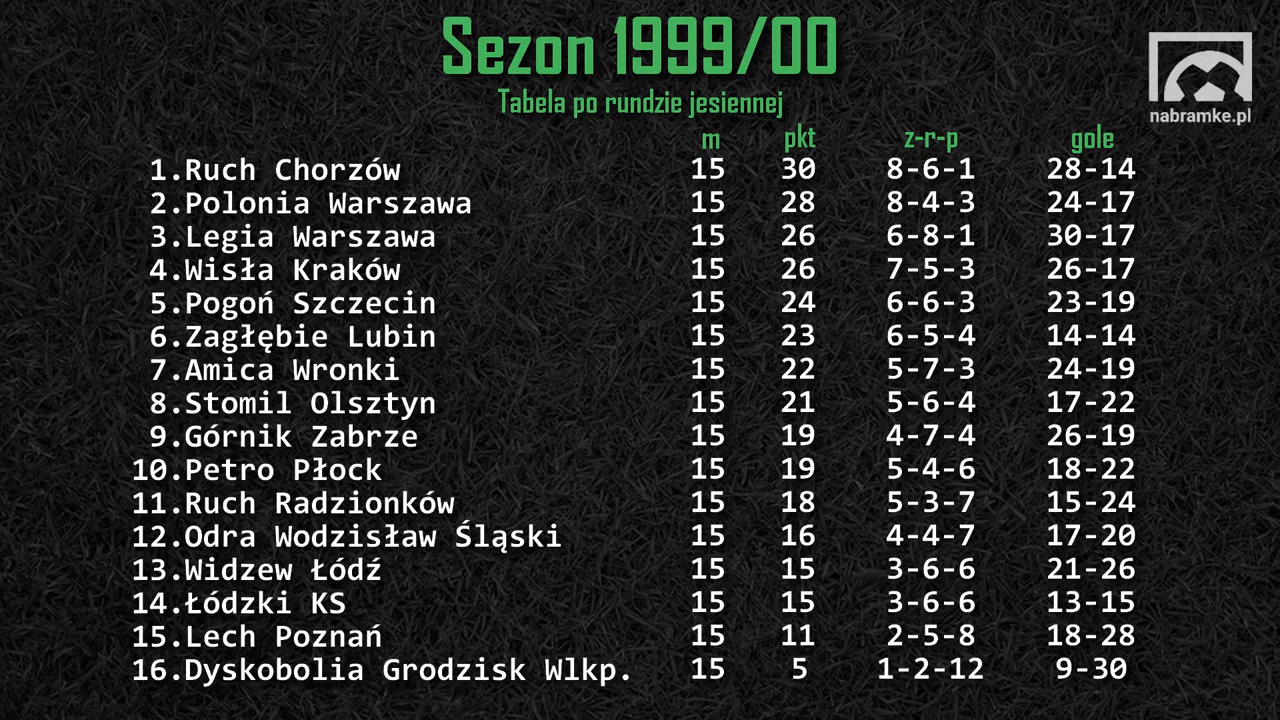 Sezon 1999/00
Tabela po rundzie jesiennej
nabramke.pl
m pkt z-r-p gole
1.Ruch Chorzów 15 30 8-6-1 28-14
2.Polonia Warszawa 15 28 8-4-3 24-17
3.Legia Warszawa 15 26 6-8-1 30-17
4.Wisła Kraków 15 26 7-5-3 26-17
5.Pogoń Szczecin 15 24 6-6-3 23-19
6.Zagłębie Lubin 15 23 6-5-4 14-14
7.Amica Wronki 15 22 5-7-3 24-19
8.Stomil Olsztyn 15 21 5-6-4 17-22
9.Górnik Zabrze 15 19 4-7-4 26-19
10.Petro Płock 15 19 5-4-6 18-22
11.Ruch Radzionków 15 18 5-3-7 15-24
12.Odra Wodzisław Śląski 15 16 4-4-7 17-20
13.Widzew Łódź 15 15 3-6-6 21-26
14.Łódzki KS 15 15 3-6-6 13-15
15.Lech Poznań 15 11 2-5-8 18-28
16.Dyskobolia Grodzisk Wlkp. 15 5 1-2-12 9-30